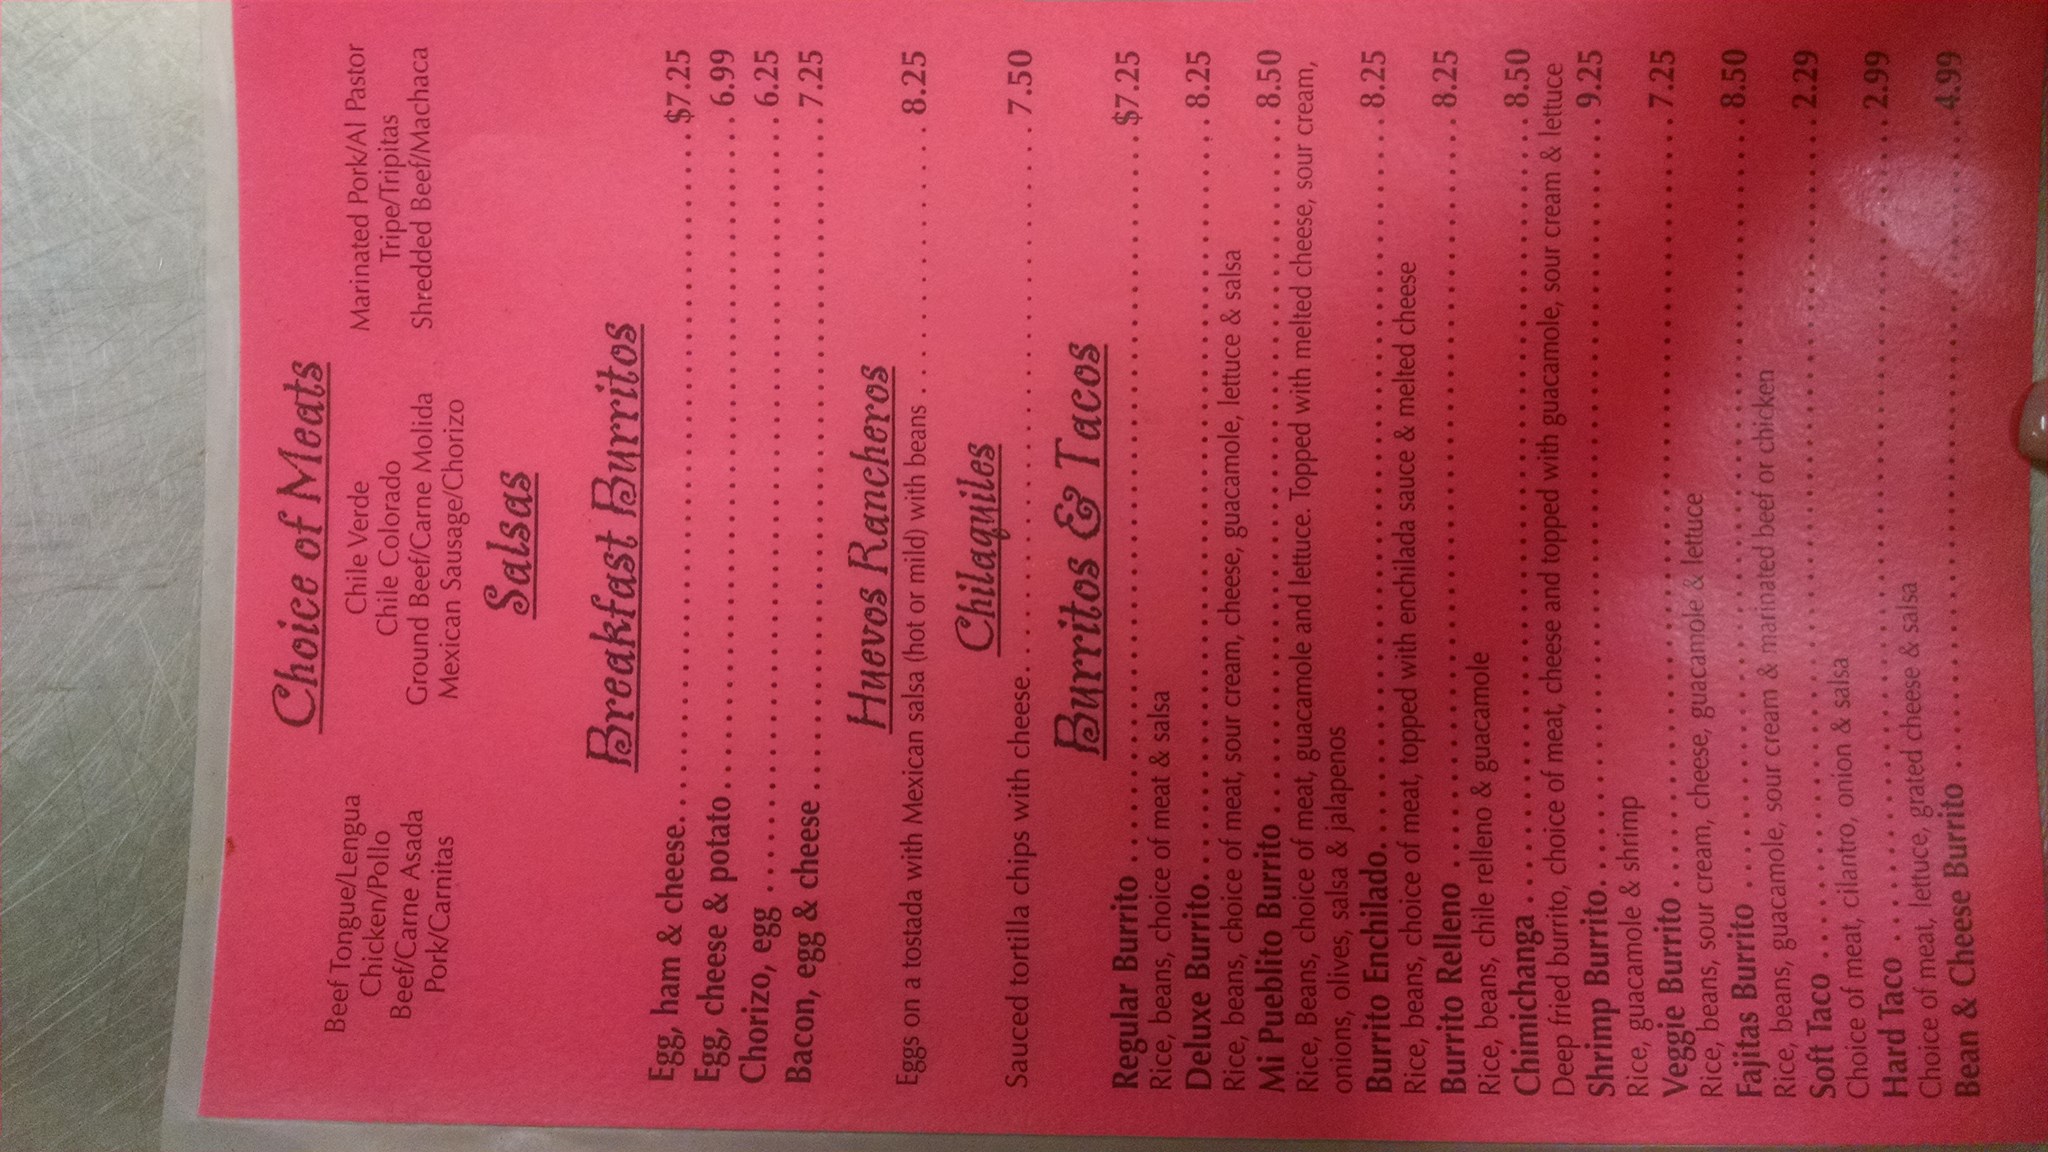 Choice of Meats
Beef Tongue/Lengua
Chicken/Pollo
Beef/Carne Asada
Pork/Carnitas
Chile Verde
Chile Colorado
Ground Beef/Carne Molida
Mexican Sausage/Chorizo
Marinated Pork/Al Pastor
Tripe/Tripitas
Shredded Beef/Machaca
Salsas
Breakfast Burritos
Egg, ham & cheese. . . . . . . . . . $7.25
Egg, cheese & potato . . . . . . . . . . 6.99
Chorizo, egg . . . . . . . . . . 6.25
Bacon, egg & cheese . . . . . . . . . . 7.25
Huevos Rancheros
Eggs on a tostada with Mexican salsa (hot or mild) with beans . . . . . . . . . . 8.25
Chilaquiles
Sauced tortilla chips with cheese. . . . . . . . . . 7.50
Burritos & Tacos
Regular Burrito . . . . . . . . . . $7.25
Rice, beans, choice of meat & salsa
Deluxe Burrito. . . . . . . . . . 8.25
Rice, beans, choice of meat, sour cream, cheese, guacamole, lettuce & salsa
Mi Pueblito Burrito . . . . . . . . . . 8.50
Rice, Beans, choice of meat, guacamole and lettuce. Topped with melted cheese, sour cream,
onions, olives, salsa & jalapenos
Burrito Enchilado. . . . . . . . . . 8.25
Rice, beans, choice of meat, topped with enchilada sauce & melted cheese
Burrito Relleno . . . . . . . . . . 8.25
Rice, beans, chile relleno & guacamole
Chimichanga . . . . . . . . . . 8.50
Deep fried burrito, choice of meat, cheese and topped with guacamole, sour cream & lettuce
Shrimp Burrito. . . . . . . . . . 9.25
Rice, guacamole & shrimp
Veggie Burrito . . . . . . . . . . 7.25
Rice, beans, sour cream, cheese, guacamole & lettuce
Fajitas Burrito . . . . . . . . . . 8.50
Rice, beans, guacamole, sour cream & marinated beef or chicken
Soft Taco . . . . . . . . . . 2.29
Choice of meat, cilantro, onion & salsa
Hard Taco . . . . . . . . . . 2.99
Choice of meat, lettuce, grated cheese & salsa
Bean & Cheese Burrito . . . . . . . . . . 4.99